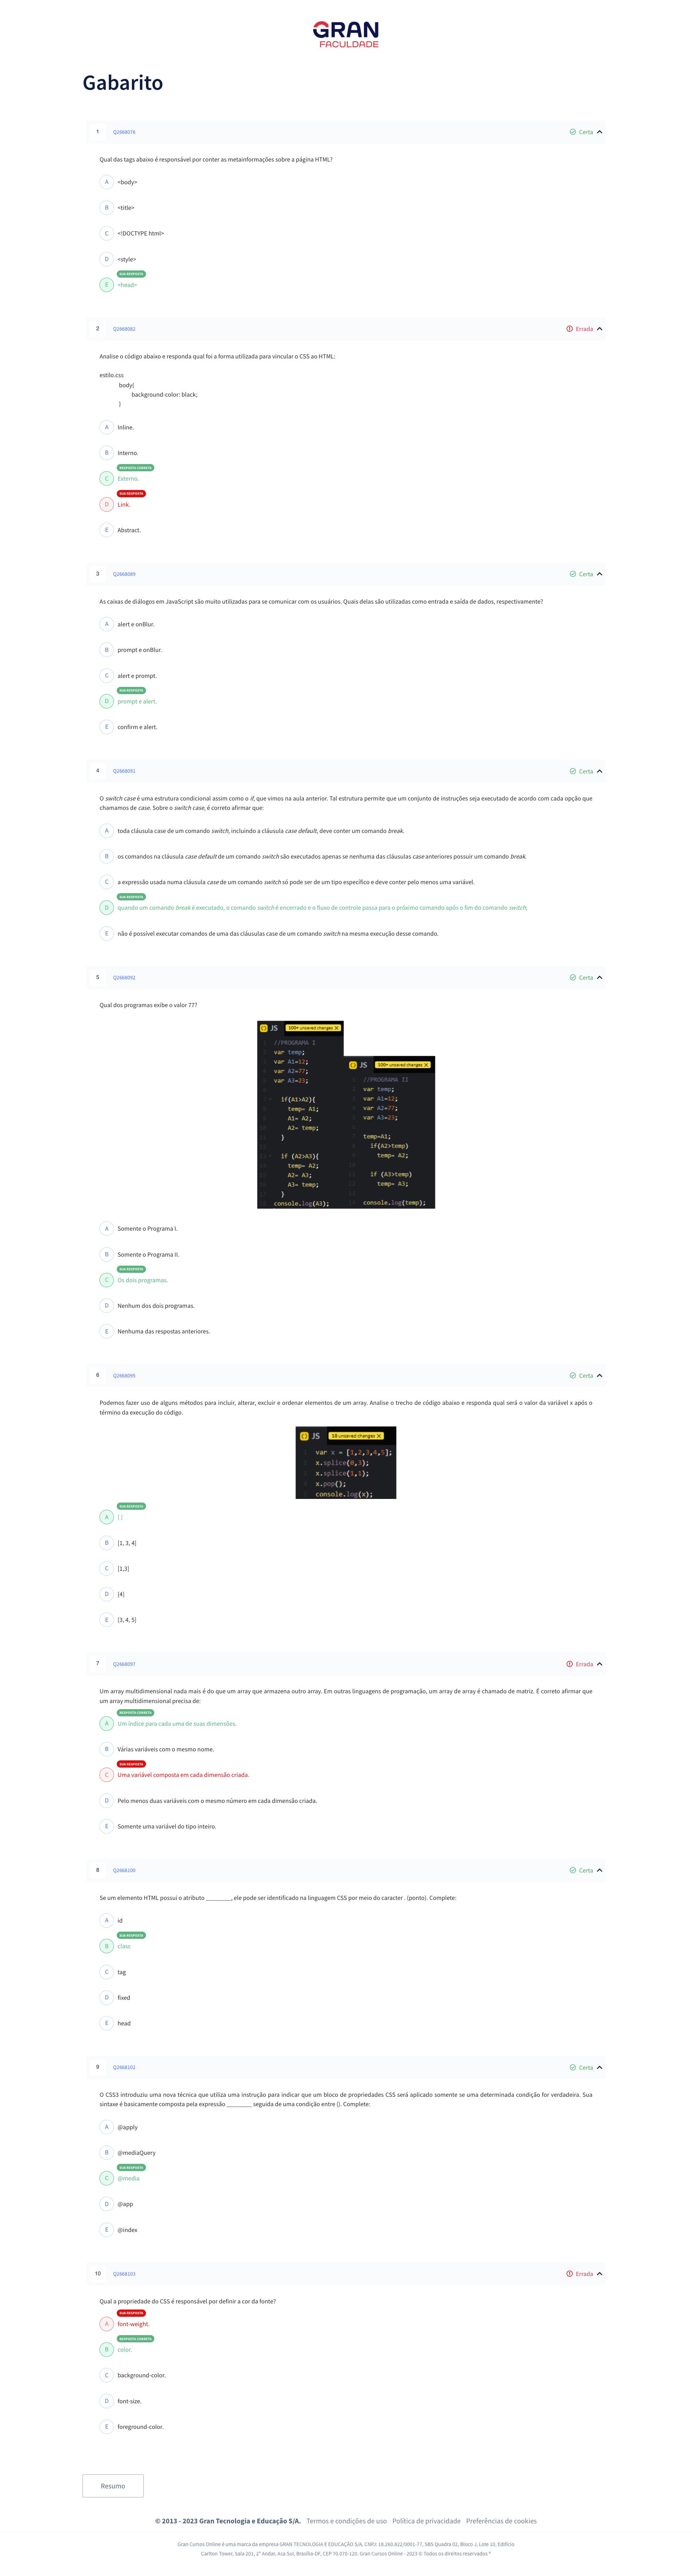 GRAN
FACULDADE
Gabarito
1 Q2668076 Certa
Qual das tags abaixo é responsável por conter as metainformações sobre a página HTML?
A <body>
B <title>
C <!DOCTYPE html>
D <style>
SUA RESPOSTA
E <head>
2 Q2668082 Errada
Analise o código abaixo e responda qual foi a forma utilizada para vincular o CSS ao HTML:
estilo.css
body{
background-color: black;
}
A Inline.
B Interno.
RESPOSTA CORRETA
C Externo.
SUA RESPOSTA
D Link.
E Abstract.
3 Q2668089 Certa
As caixas de diálogos em JavaScript são muito utilizadas para se comunicar com os usuários. Quais delas são utilizadas como entrada e saída de dados, respectivamente?
A alert e onBlur.
B prompt e onBlur.
C alert e prompt.
SUA RESPOSTA
D prompt e alert.
E confirm e alert.
4 Q2668091 Certa
O switch case é uma estrutura condicional assim como o if, que vimos na aula anterior. Tal estrutura permite que um conjunto de instruções seja executado de acordo com cada opção que
chamamos de case. Sobre o switch case, é correto afirmar que:
A toda cláusula case de um comando switch, incluindo a cláusula case default, deve conter um comando break.
B os comandos na cláusula case default de um comando switch são executados apenas se nenhuma das cláusulas case anteriores possuir um comando break.
C a expressão usada numa cláusula case de um comando switch só pode ser de um tipo específico e deve conter pelo menos uma variável.
SUA RESPOSTA
D quando um comando break é executado, o comando switch é encerrado e o fluxo de controle passa para o próximo comando após o fim do comando switch.
E não é possível executar comandos de uma das cláusulas case de um comando switch na mesma execução desse comando.
5 Q2668092 Certa
Qual dos programas exibe o valor 77?
JS 100+ unsaved changes X
//PROGRAMA I
var temp;
var A1=12;
var A2=77;
var A3=23;
if(A1>A2){
temp= A1;
A1= A2;
A2= temp;
}
if (A2>A3){
temp= A2;
A2= A3;
A3= temp;
}
console.log(A3);
JS 100+ unsaved changes X
//PROGRAMA II
var temp;
var A1=12;
var A2=77;
var A3=23;
temp=A1;
if(A2>temp)
temp= A2;
if (A3>temp)
temp= A3;
console.log(temp);
A Somente o Programa I.
B Somente o Programa II.
SUA RESPOSTA
C Os dois programas.
D Nenhum dos dois programas.
E Nenhuma das respostas anteriores.
6 Q2668095 Certa
Podemos fazer uso de alguns métodos para incluir, alterar, excluir e ordenar elementos de um array. Analise o trecho de código abaixo e responda qual será o valor da variável x após o
término da execução do código.
JS 18 unsaved changes X
1 var x = [1,2,3,4,5];
2 x.splice(0,3);
3 x.splice(1,1);
4 x.pop();
5 console.log(x);
SUA RESPOSTA
A [ ]
B [1, 3, 4]
C [1,3]
D [4]
E [3, 4, 5]
7 Q2668097 Errada
Um array multidimensional nada mais é do que um array que armazena outro array. Em outras linguagens de programação, um array de array é chamado de matriz. É correto afirmar que
um array multidimensional precisa de:
RESPOSTA CORRETA
A Um índice para cada uma de suas dimensões.
B Várias variáveis com o mesmo nome.
SUA RESPOSTA
C Uma variável composta em cada dimensão criada.
D Pelo menos duas variáveis com o mesmo número em cada dimensão criada.
E Somente uma variável do tipo inteiro.
8 Q2668100 Certa
Se um elemento HTML possui o atributo ________, ele pode ser identificado na linguagem CSS por meio do caracter . (ponto). Complete:
A id
SUA RESPOSTA
B class
C tag
D fixed
E head
9 Q2668102 Certa
O CSS3 introduziu uma nova técnica que utiliza uma instrução para indicar que um bloco de propriedades CSS será aplicado somente se uma determinada condição for verdadeira. Sua
sintaxe é basicamente composta pela expressão ________ seguida de uma condição entre (). Complete:
A @apply
B @mediaQuery
SUA RESPOSTA
C @media
D @app
E @index
10 Q2668103 Errada
Qual a propriedade do CSS é responsável por definir a cor da fonte?
SUA RESPOSTA
A font-weight.
RESPOSTA CORRETA
B color.
C background-color.
D font-size.
E foreground-color.
Resumo
© 2013 - 2023 Gran Tecnologia e Educação S/A. Termos e condições de uso Política de privacidade Preferências de cookies
Gran Cursos Online é uma marca da empresa GRAN TECNOLOGIA E EDUCAÇÃO S/A, CNPJ: 18.260.822/0001-77, SBS Quadra 02, Bloco J, Lote 10, Edifício
Carlton Tower, Sala 201, 2º Andar, Asa Sul, Brasília-DF, CEP 70.070-120. Gran Cursos Online - 2023 © Todos os direitos reservados ®